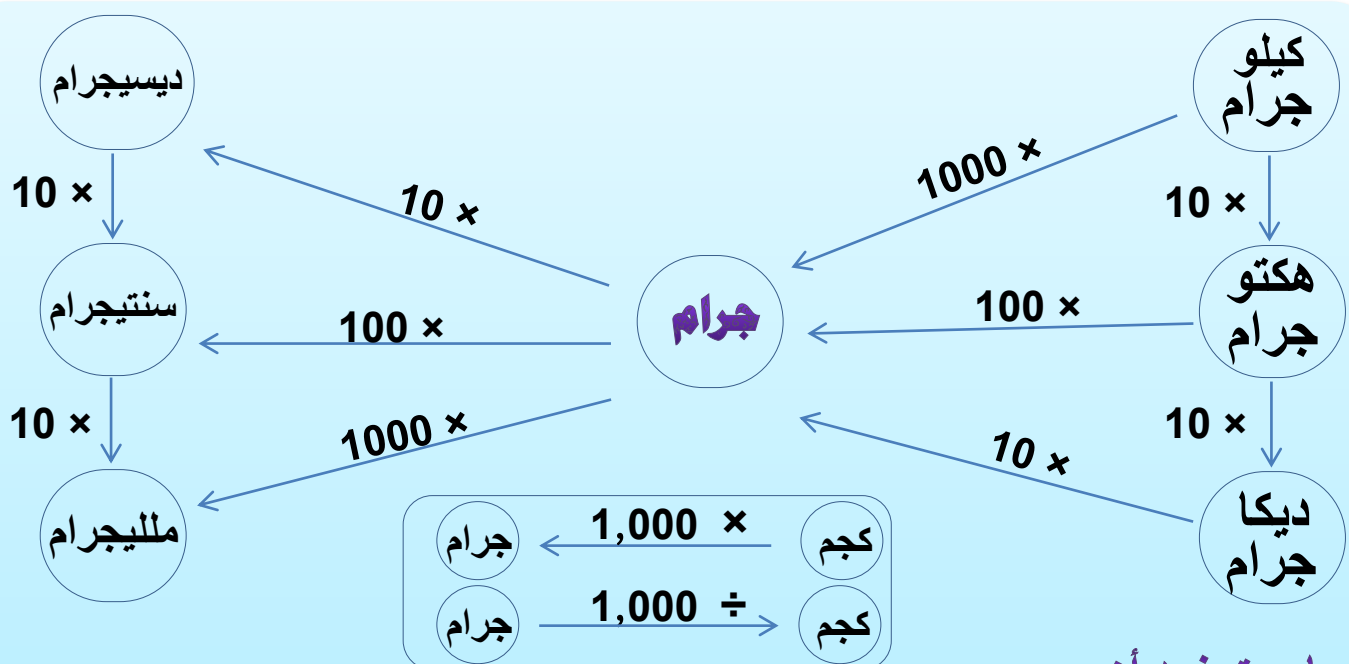 كيلو
جرام
ديسيجرام
1000 ×
10 ×
10 ×
10 ×
هكتو
جرام
100 ×
جرام
100 ×
سنتيجرام
10 ×
10 ×
10 ×
1000 ×
ديكا
جرام
ملليجرام
كجم
1,000 ×
جرام
كجم
1,000 ÷
جرام